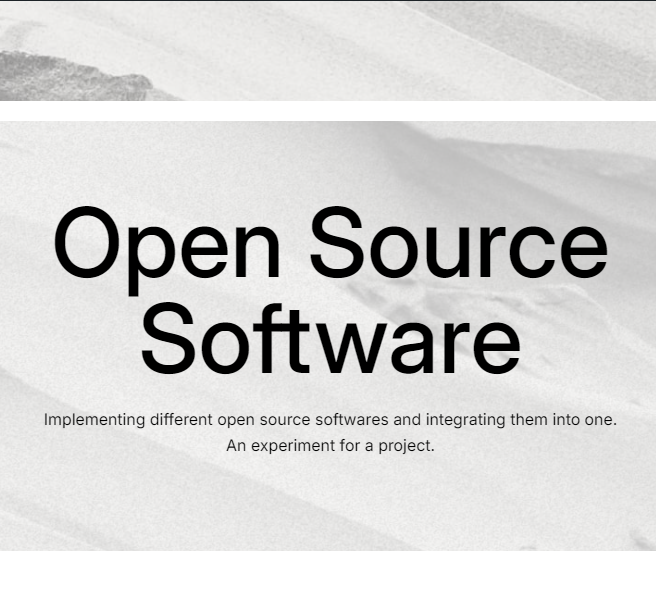 Open Source
Software
Implementing different open source softwares and integrating them into one.
An experiment for a project.